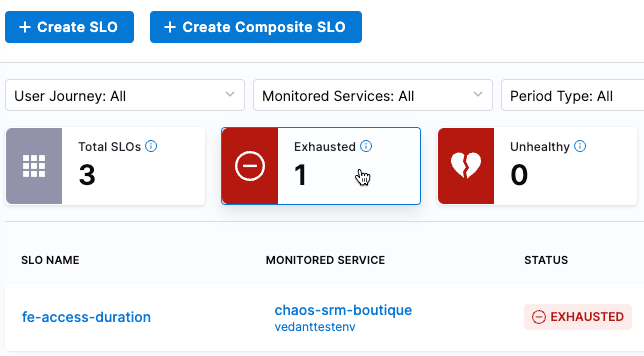 + Create SLO
+ Create Composite SLO
User Journey: All
Monitored Services: All
Period Type: All
Total SLOs
3
Exhausted
1
Unhealthy
0
SLO NAME
MONITORED SERVICE
STATUS
fe-access-duration
chaos-srm-boutique
vedanttestenv
EXHAUSTED